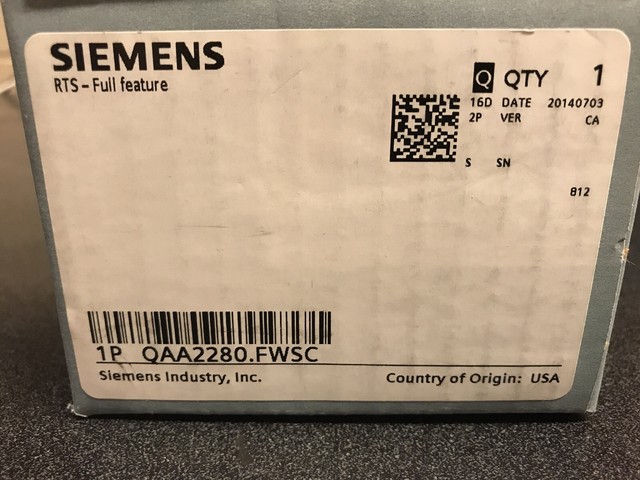 SIEMENS
RTS – Full feature
Q QTY 1
16D DATE 20140703
2P VER CA
S SN
812
1P QAA2280.FWSC
Siemens Industry, Inc. Country of Origin: USA